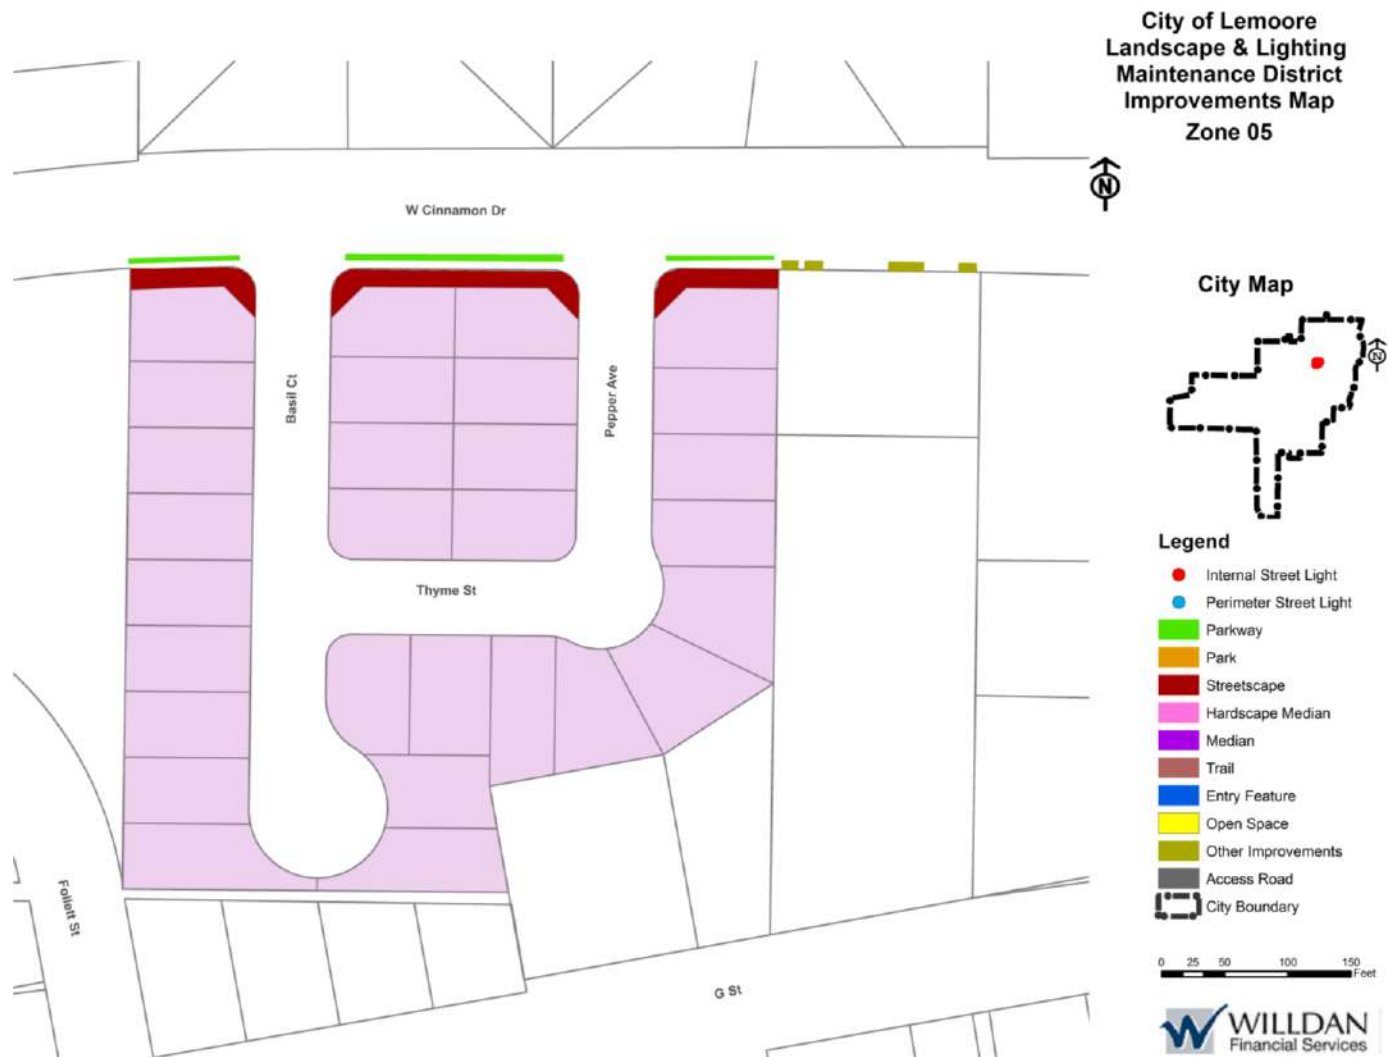 City of Lemoore
Landscape & Lighting
Maintenance District
Improvements Map
Zone 05
N
W Cinnamon Dr
City Map
N
Basil Ct
Pepper Ave
Thyme St
Follett St
G St
Legend
Internal Street Light
Perimeter Street Light
Parkway
Park
Streetscape
Hardscape Median
Median
Trail
Entry Feature
Open Space
Other Improvements
Access Road
City Boundary
0 25 50 100 150
Feet
WILLDAN
Financial Services